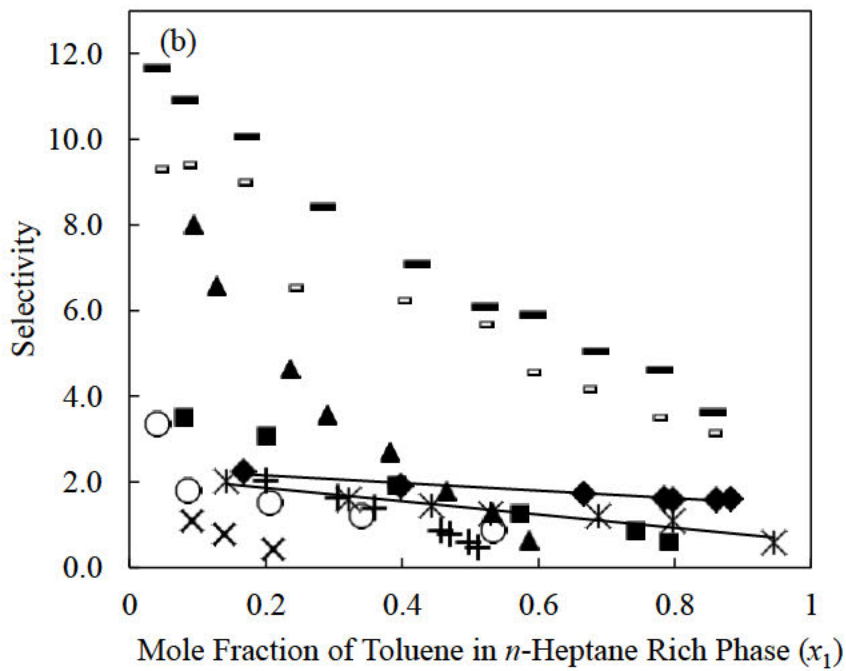 (b)
12.0
10.0
8.0
6.0
4.0
2.0
0.0
Selectivity
0 0.2 0.4 0.6 0.8 1
Mole Fraction of Toluene in n-Heptane Rich Phase (x₁)